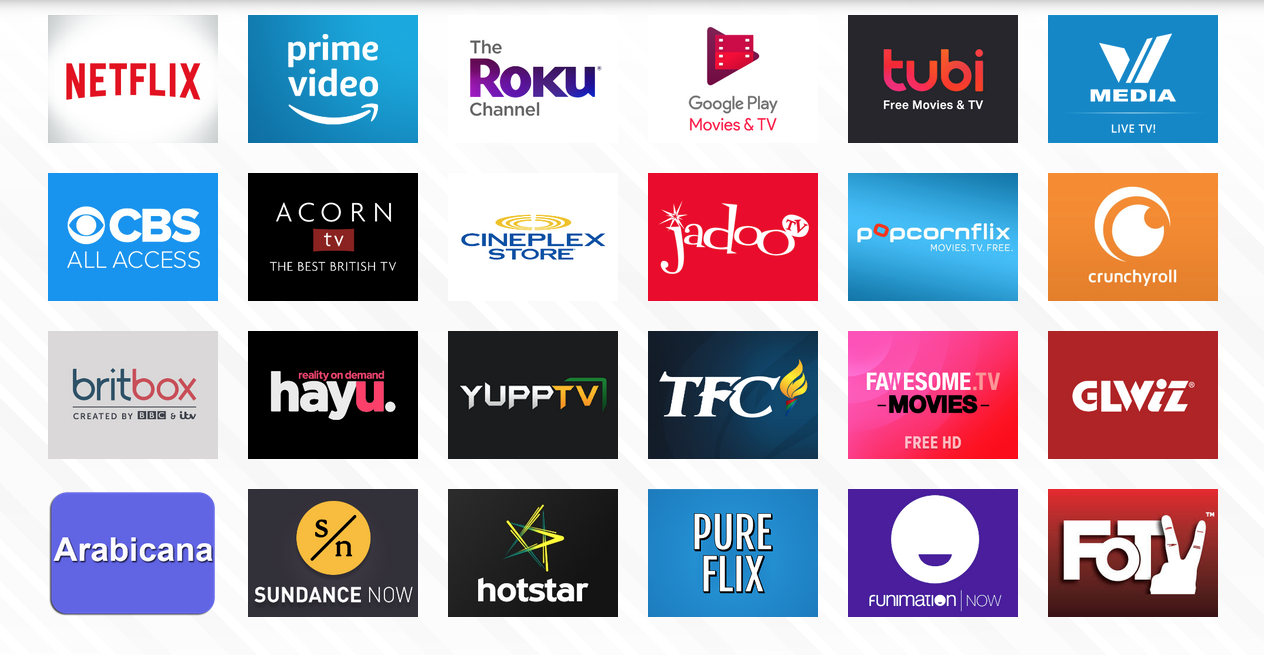 NETFLIX
prime
video
The
ROKU®
Channel
Google Play
Movies & TV
tubi
Free Movies & TV
MEDIA
LIVE TV!
CBS
ALL ACCESS
ACORN
tv
THE BEST BRITISH TV
CINEPLEX
STORE
jadoo TV
popcornflix
MOVIES.TV.FREE.
crunchyroll
britbox
CREATED BY BBC & itv
reality on demand
hayu.
YUPPTV
TFC
FAWESOME.TV
-MOVIES-
FREE HD
GLWiZ®
Arabicana
s/n
SUNDANCE NOW
hotstar
PURE
FLIX
FUNIMATION | NOW
FOTV™